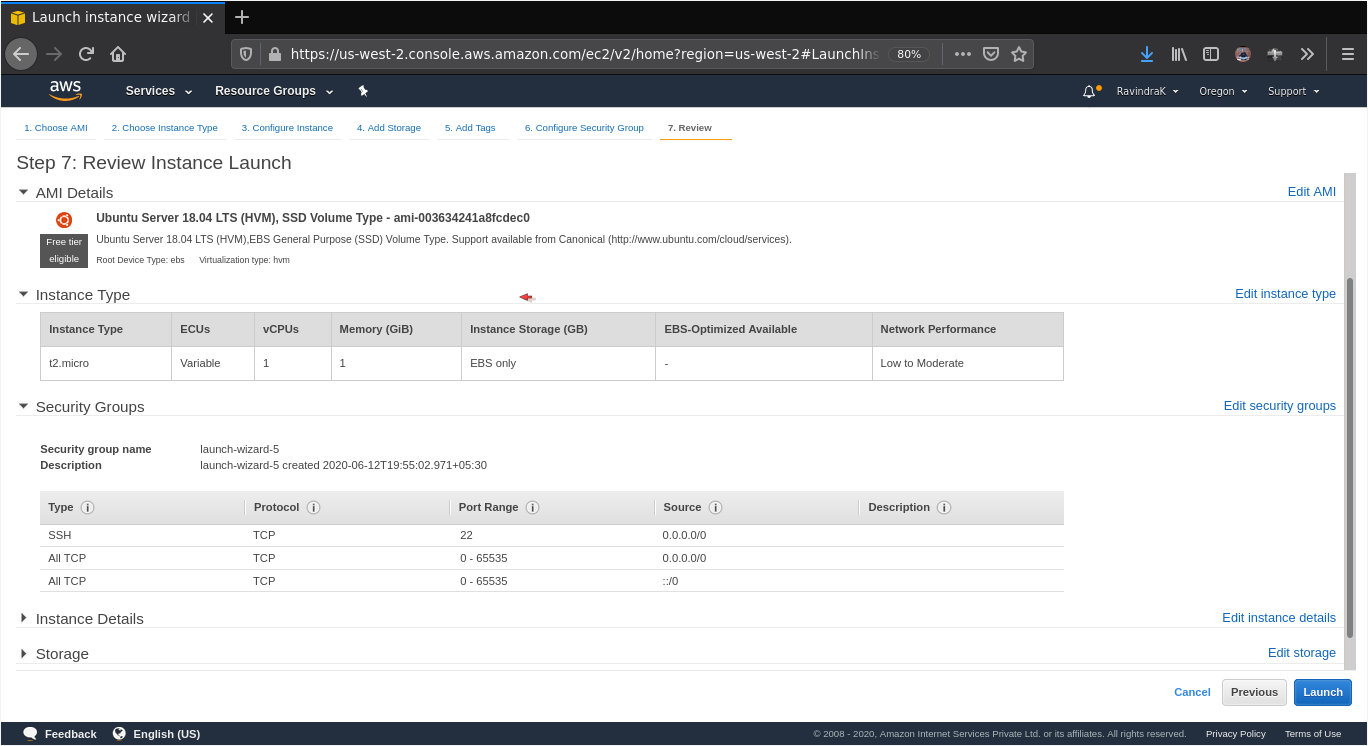 Launch instance wizard
https://us-west-2.console.aws.amazon.com/ec2/v2/home?region=us-west-2#LaunchIns 80%
aws Services Resource Groups RavindraK Oregon Support
1. Choose AMI 2. Choose Instance Type 3. Configure Instance 4. Add Storage 5. Add Tags 6. Configure Security Group 7. Review
Step 7: Review Instance Launch
AMI Details Edit AMI
Ubuntu Server 18.04 LTS (HVM), SSD Volume Type - ami-003634241a8fcdec0
Free tier eligible
Ubuntu Server 18.04 LTS (HVM),EBS General Purpose (SSD) Volume Type. Support available from Canonical (http://www.ubuntu.com/cloud/services).
Root Device Type: ebs Virtualization type: hvm
Instance Type Edit instance type
Instance Type ECUs vCPUs Memory (GiB) Instance Storage (GB) EBS-Optimized Available Network Performance
t2.micro Variable 1 1 EBS only - Low to Moderate
Security Groups Edit security groups
Security group name launch-wizard-5
Description launch-wizard-5 created 2020-06-12T19:55:02.971+05:30
Type i Protocol i Port Range i Source i Description i
SSH TCP 22 0.0.0.0/0
All TCP TCP 0 - 65535 0.0.0.0/0
All TCP TCP 0 - 65535 ::/0
Instance Details Edit instance details
Storage Edit storage
Cancel Previous Launch
Feedback English (US) © 2008 - 2020, Amazon Internet Services Private Ltd. or its affiliates. All rights reserved. Privacy Policy Terms of Use